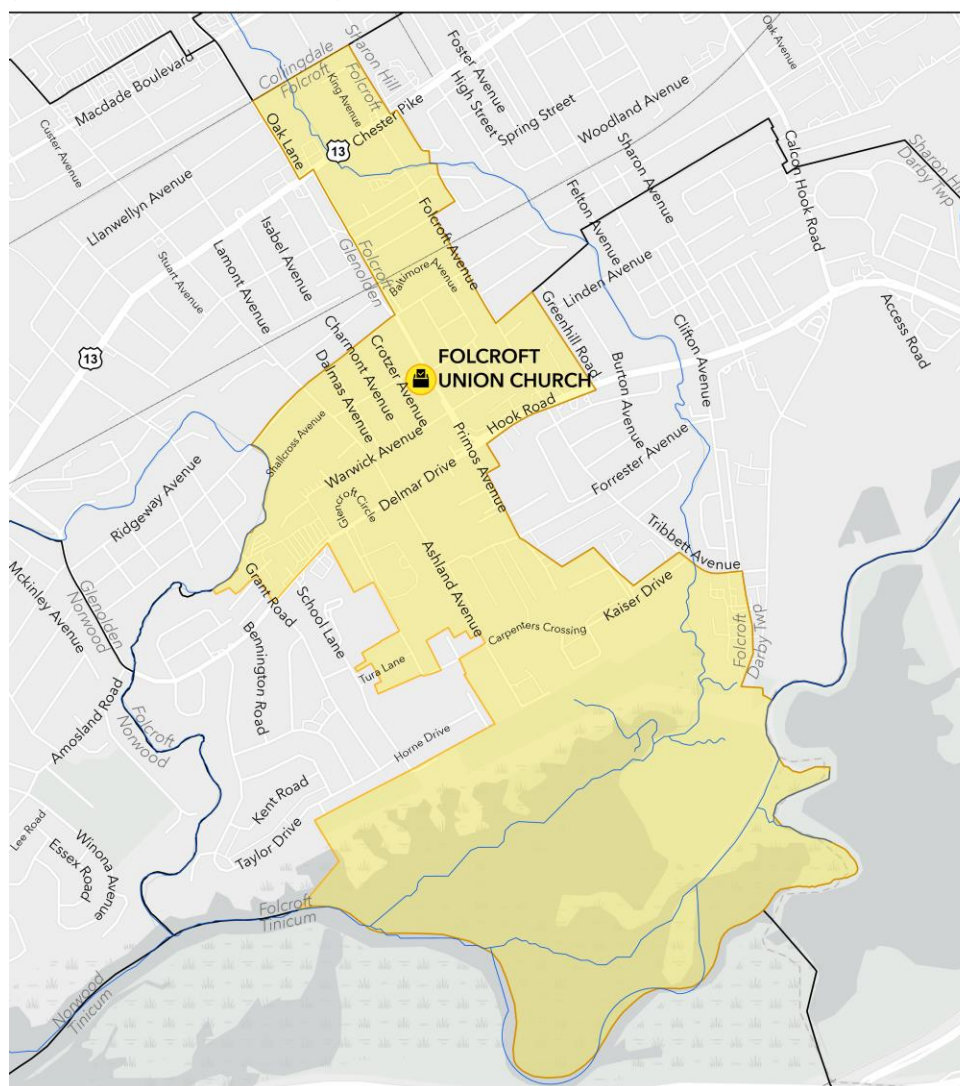 Macdade Boulevard
Collingdale
Folcroft
Sharon Hill
Folcroft
King Avenue
Foster Avenue
High Street
Spring Street
Woodland Avenue
Oak Avenue
Custer Avenue
Oak Lane
Chester Pike
13
Sharon Avenue
Calcon Hook Road
Sharon Hill
Darby Twp
Llanwellyn Avenue
Isabel Avenue
Lamont Avenue
Stuart Avenue
Folcroft
Glenolden
Folcroft Avenue
Baltimore Avenue
Felton Avenue
Linden Avenue
Greenhill Road
Access Road
13
Charmont Avenue
Dalmas Avenue
Crotzer Avenue
FOLCROFT
UNION CHURCH
Clifton Avenue
Burton Avenue
Hook Road
Shallcross Avenue
Warwick Avenue
Primos Avenue
Ridgeway Avenue
Delmar Drive
Glencroft Circle
Forrester Avenue
Tribbett Avenue
Mckinley Avenue
Glenolden
Norwood
Grant Road
School Lane
Ashland Avenue
Kaiser Drive
Carpenters Crossing
Folcroft
Darby Twp
Bennington Road
Tura Lane
Amosland Road
Folcroft
Norwood
Horne Drive
Kent Road
Taylor Drive
Lee Road
Essex Road
Winona Avenue
Folcroft
Tinicum
Norwood
Tinicum